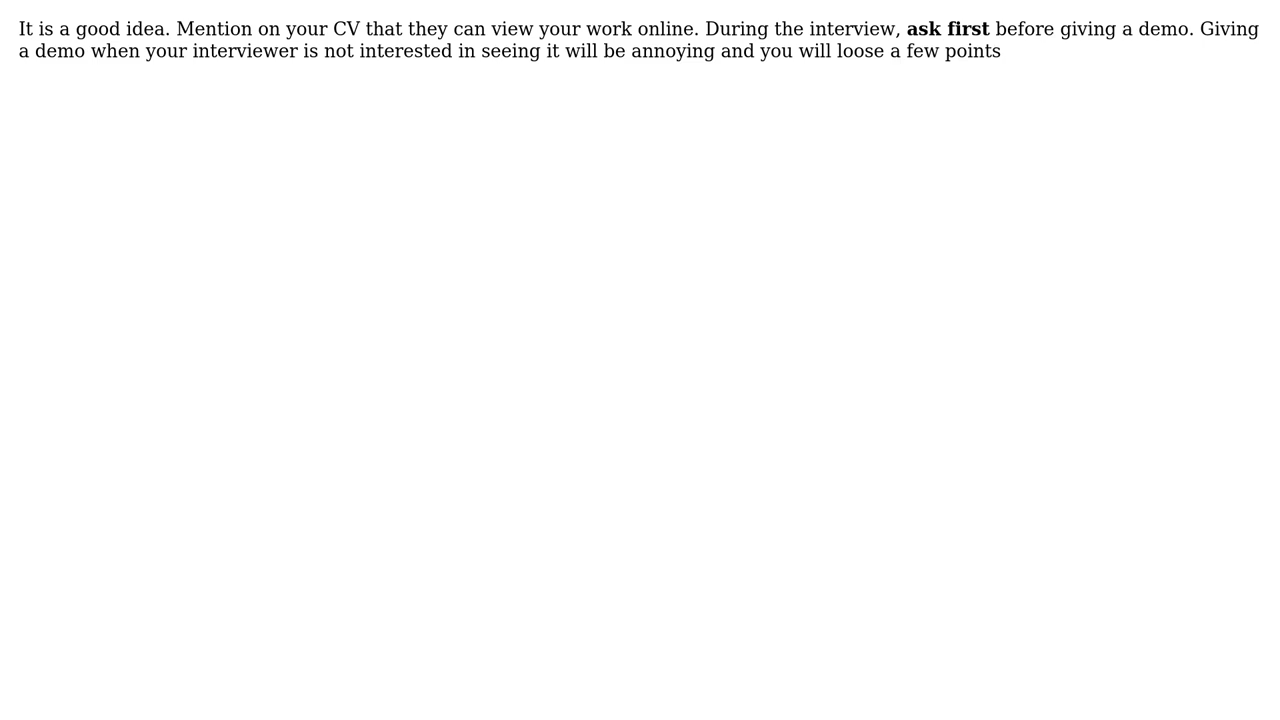 It is a good idea. Mention on your CV that they can view your work online. During the interview, ask first before giving a demo. Giving
a demo when your interviewer is not interested in seeing it will be annoying and you will loose a few points